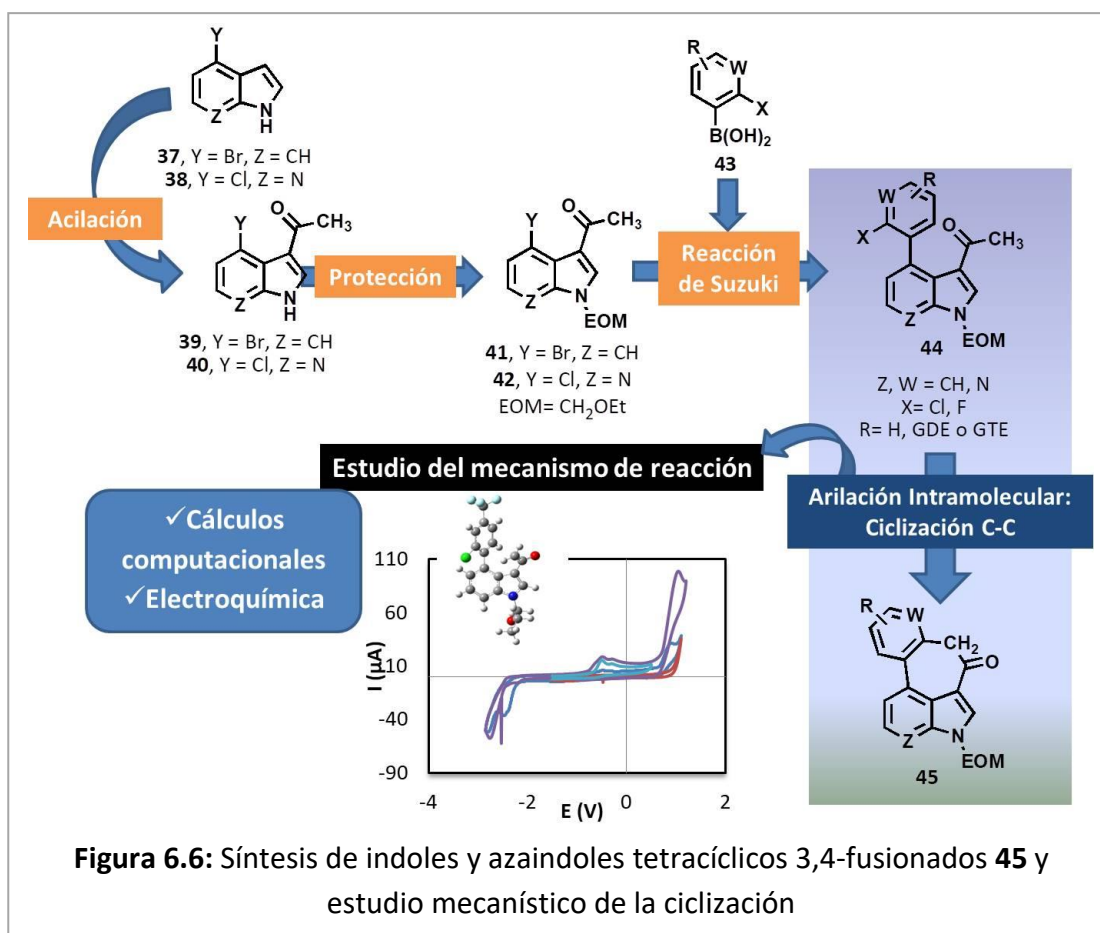 Y
Z
N
H
37, Y = Br, Z = CH
38, Y = Cl, Z = N
Acilación
Y
O
CH3
Z
N
H
39, Y = Br, Z = CH
40, Y = Cl, Z = N
Protección
Y
O
CH3
Z
N
EOM
41, Y = Br, Z = CH
42, Y = Cl, Z = N
EOM= CH2OEt
R
W
X
B(OH)2
43
Reacción
de Suzuki
R
W
X
O
CH3
Z
N
EOM
44
Z, W = CH, N
X= Cl, F
R= H, GDE o GTE
Estudio del mecanismo de reacción
Arilación Intramolecular:
Ciclización C-C
✓Cálculos
computacionales
✓Electroquímica
110
60
10
-40
-90
I (µA)
-4
-2
0
2
E (V)
R
W
CH2
O
Z
N
EOM
45
Figura 6.6: Síntesis de indoles y azaindoles tetracíclicos 3,4-fusionados 45 y
estudio mecanístico de la ciclización